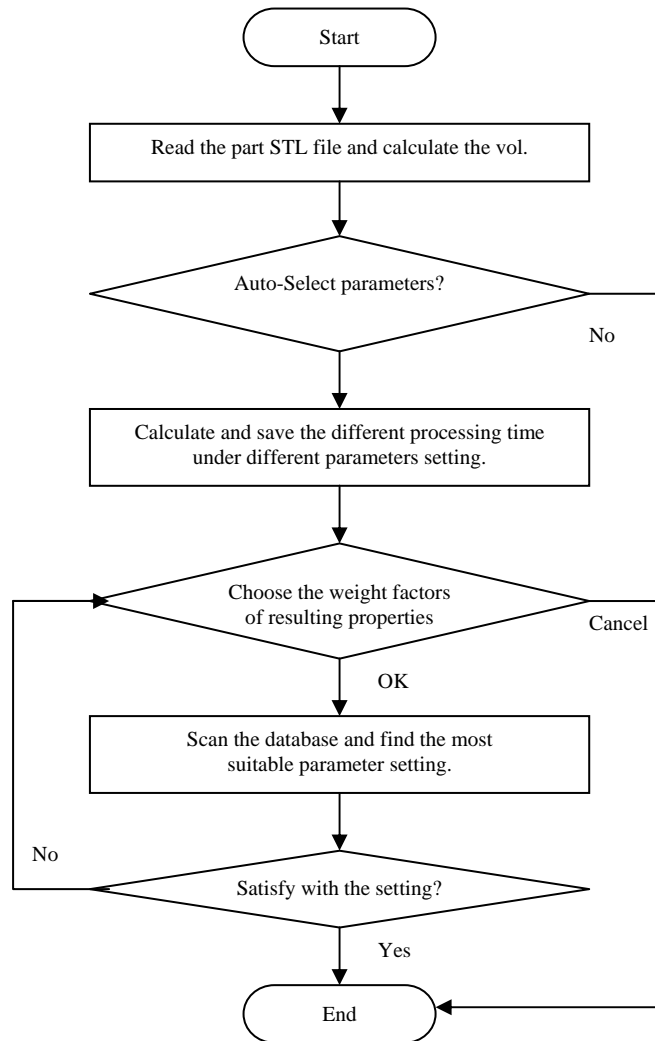 Start
Read the part STL file and calculate the vol.
Auto-Select parameters?
No
Calculate and save the different processing time
under different parameters setting.
Choose the weight factors
of resulting properties
Cancel
OK
Scan the database and find the most
suitable parameter setting.
No
Satisfy with the setting?
Yes
End